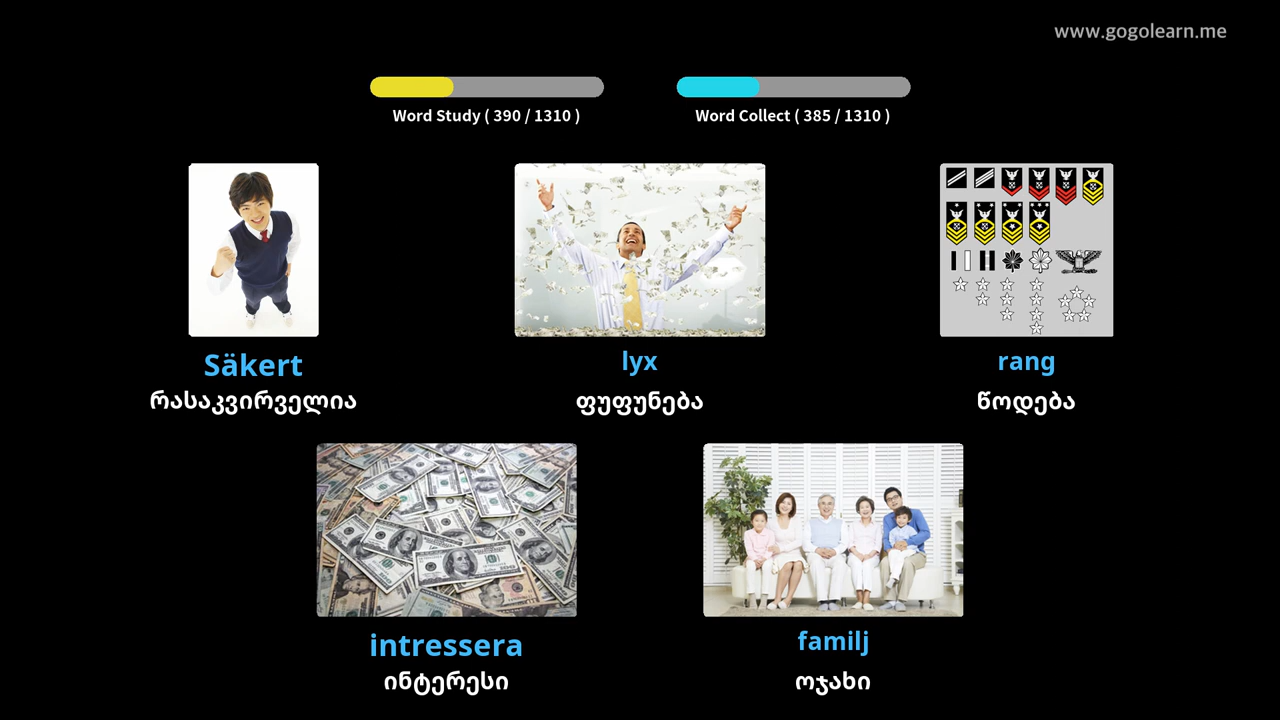 www.gogolearn.me
Word Study ( 390 / 1310 )
Word Collect ( 385 / 1310 )
Säkert
რასაკვირველია
lyx
ფუფუნება
rang
წოდება
intressera
ინტერესი
familj
ოჯახი